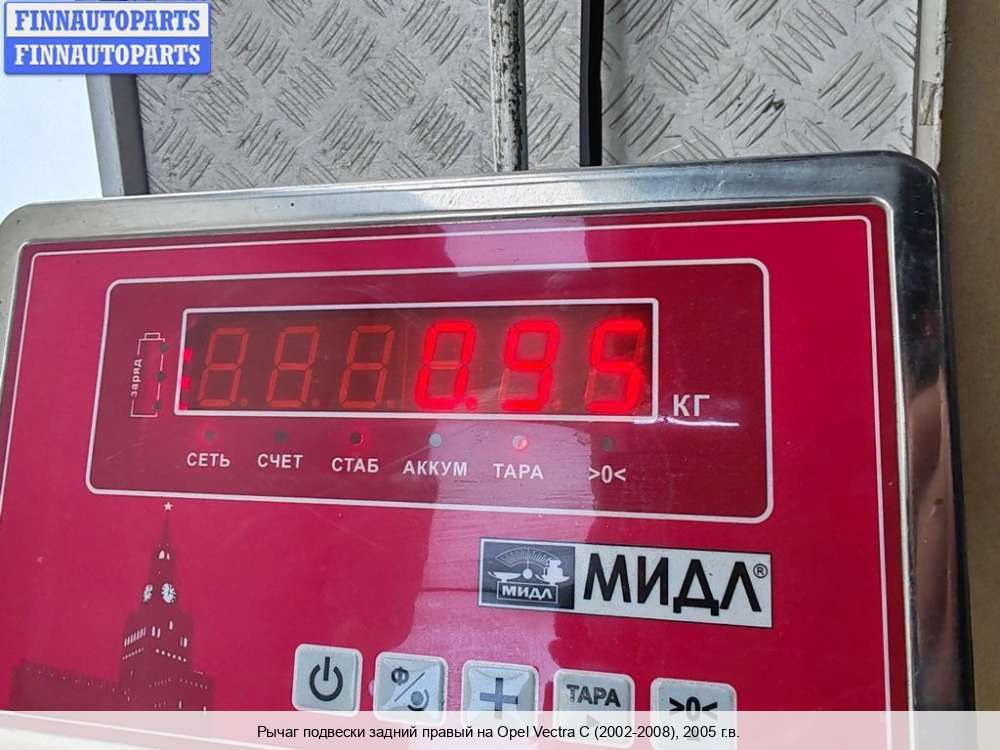 FINNAUTOPARTS
FINNAUTOPARTS
заряд
0.95
КГ
СЕТЬ СЧЕТ СТАБ АККУМ ТАРА >0<
МИДЛ МИДЛ®
ТАРА >0<
Рычаг подвески задний правый на Opel Vectra C (2002-2008), 2005 г.в.